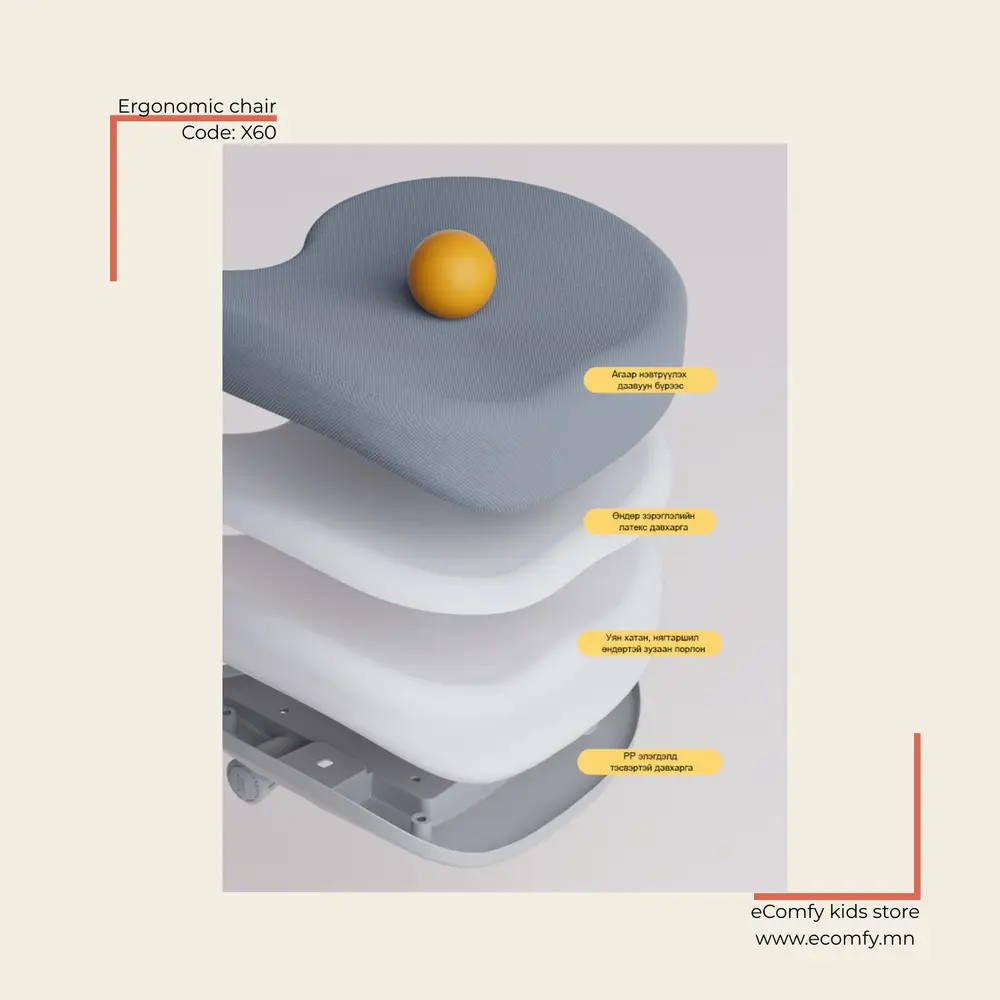 Ergonomic chair
Code: X60
Агаар нэвтрүүлэх
даавуун бүрээс
Өндөр зэрэглэлийн
латекс давхарга
Уян хатан, нягтаршил
өндөртэй зузаан порлон
PP элэгдэлд
тэсвэртэй давхарга
eComfy kids store
www.ecomfy.mn